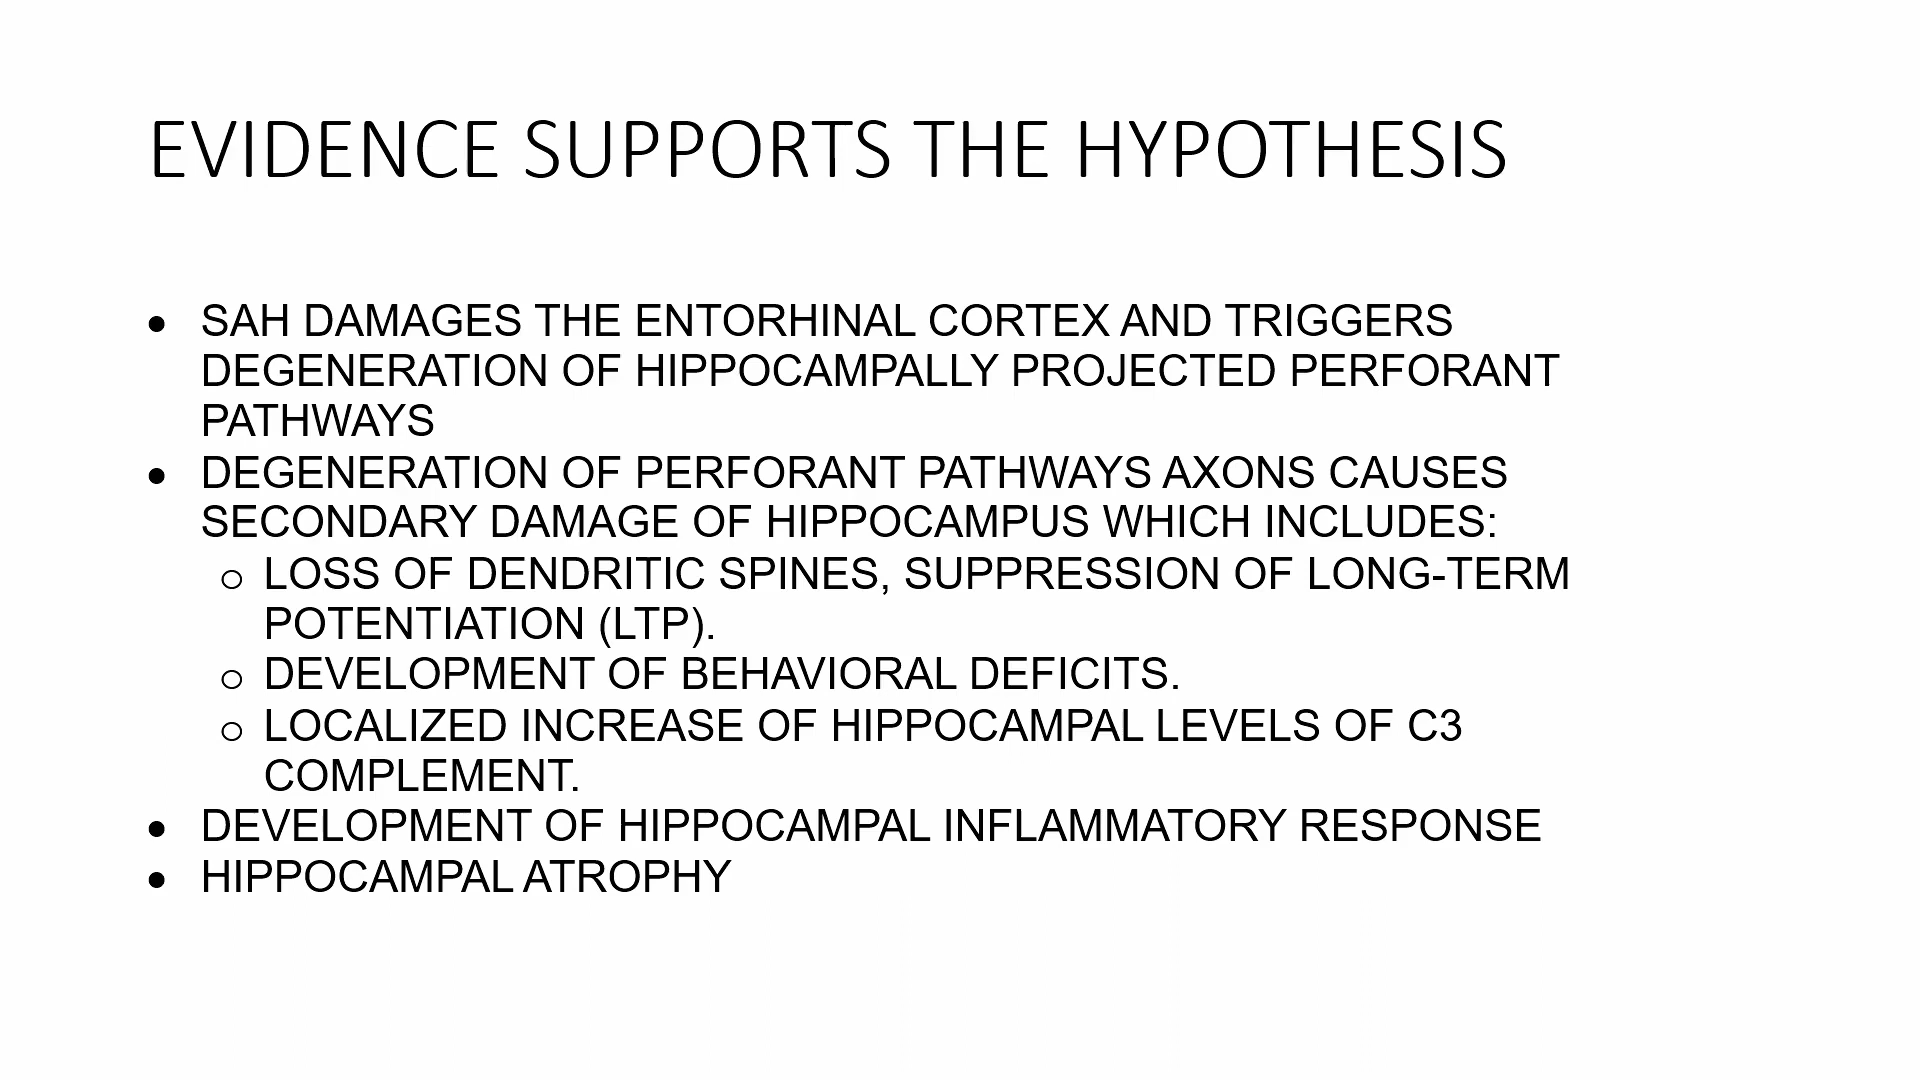 EVIDENCE SUPPORTS THE HYPOTHESIS
• SAH DAMAGES THE ENTORHINAL CORTEX AND TRIGGERS
DEGENERATION OF HIPPOCAMPALLY PROJECTED PERFORANT
PATHWAYS
• DEGENERATION OF PERFORANT PATHWAYS AXONS CAUSES
SECONDARY DAMAGE OF HIPPOCAMPUS WHICH INCLUDES:
o LOSS OF DENDRITIC SPINES, SUPPRESSION OF LONG-TERM
POTENTIATION (LTP).
o DEVELOPMENT OF BEHAVIORAL DEFICITS.
o LOCALIZED INCREASE OF HIPPOCAMPAL LEVELS OF C3
COMPLEMENT.
• DEVELOPMENT OF HIPPOCAMPAL INFLAMMATORY RESPONSE
• HIPPOCAMPAL ATROPHY